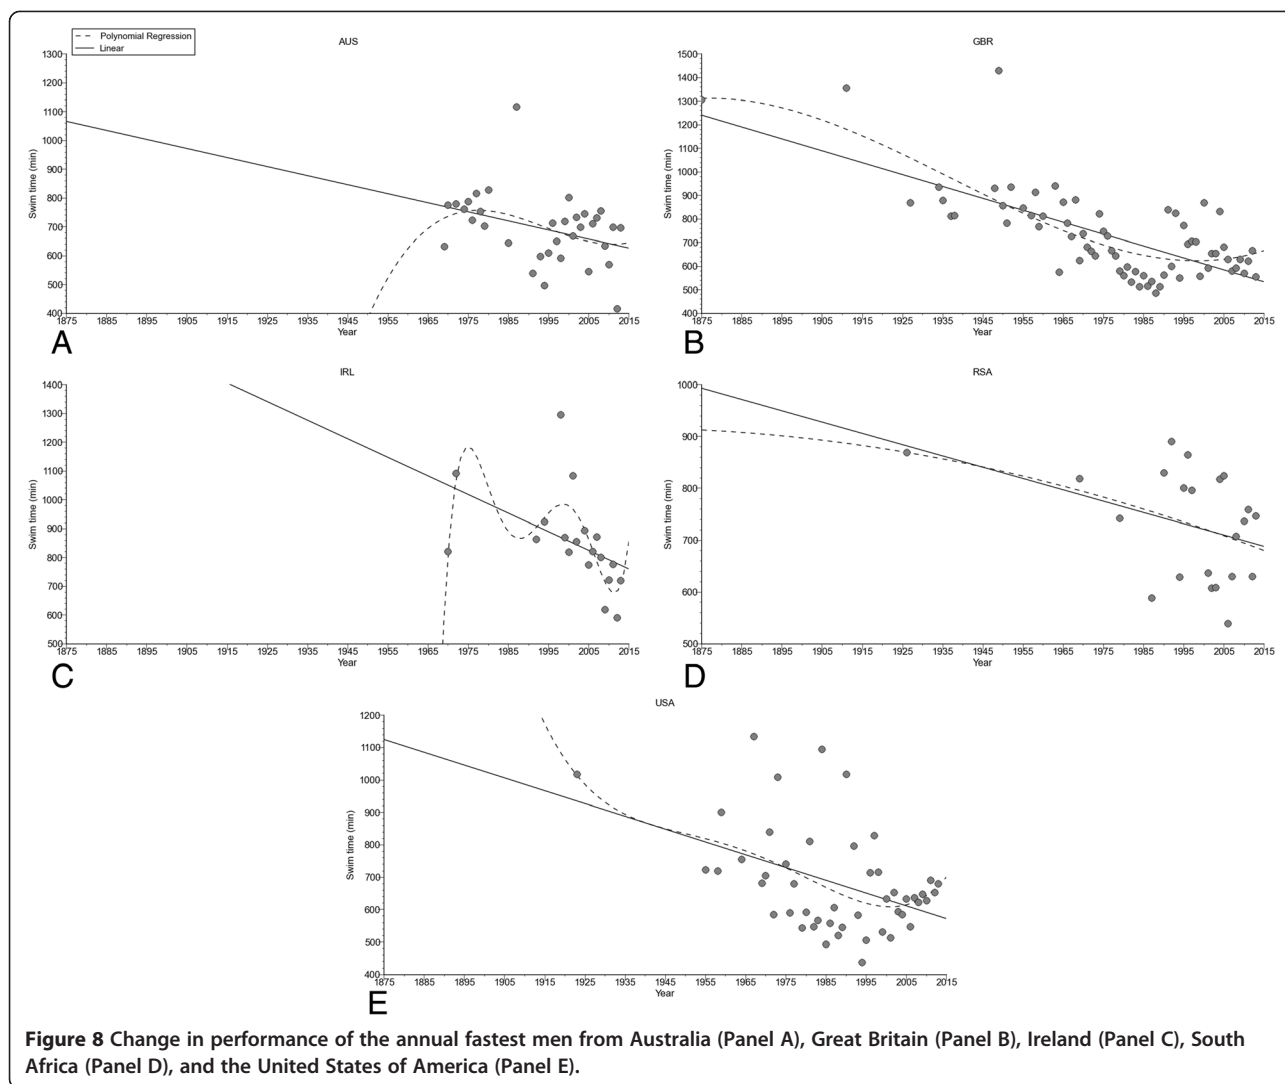 Polynomial Regression
Linear
AUS
1300
1200
1100
1000
900
800
700
600
500
400
Swim time (min)
1875 1885 1895 1905 1915 1925 1935 1945 1955 1965 1975 1985 1995 2005 2015
Year
A
GBR
1500
1400
1300
1200
1100
1000
900
800
700
600
500
400
Swim time (min)
1875 1885 1895 1905 1915 1925 1935 1945 1955 1965 1975 1985 1995 2005 2015
Year
B
IRL
1400
1300
1200
1100
1000
900
800
700
600
500
Swim time (min)
1875 1885 1895 1905 1915 1925 1935 1945 1955 1965 1975 1985 1995 2005 2015
Year
C
RSA
1000
900
800
700
600
500
Swim time (min)
1875 1885 1895 1905 1915 1925 1935 1945 1955 1965 1975 1985 1995 2005 2015
Year
D
USA
1200
1100
1000
900
800
700
600
500
400
Swim time (min)
1875 1885 1895 1905 1915 1925 1935 1945 1955 1965 1975 1985 1995 2005 2015
Year
E
Figure 8 Change in performance of the annual fastest men from Australia (Panel A), Great Britain (Panel B), Ireland (Panel C), South
Africa (Panel D), and the United States of America (Panel E).